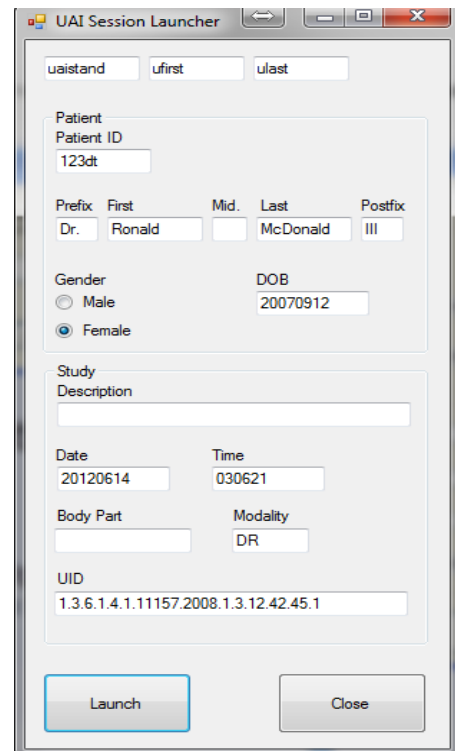 UAI Session Launcher
uaistand ufirst ulast
Patient
Patient ID
123dt
Prefix First Mid. Last Postfix
Dr. Ronald McDonald III
Gender DOB
Male 20070912
Female
Study
Description
Date Time
20120614 030621
Body Part Modality
DR
UID
1.3.6.1.4.1.11157.2008.1.3.12.42.45.1
Launch Close